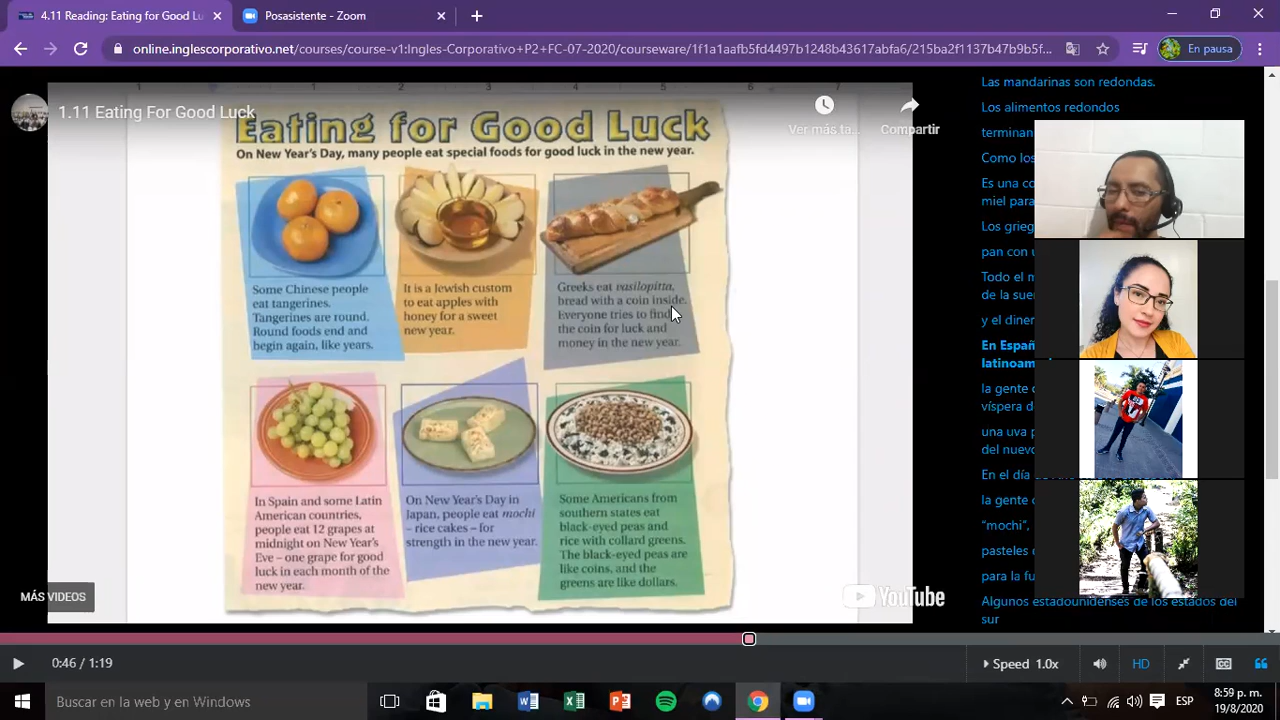 4.11 Reading: Eating for Good Lu
Posasistente - Zoom
online.inglescorporativo.net/courses/course-v1:Ingles-Corporativo+P2+FC-07-2020/courseware/1f1a1aafb5fd4497b1248b43617abfa6/215ba2f1137b47b9b5f...
En pausa
1.11 Eating For Good Luck
Ver más ta...
Compartir
Eating for Good Luck
On New Year's Day, many people eat special foods for good luck in the new year.
Some Chinese people
eat tangerines.
Tangerines are round.
Round foods end and
begin again, like years.
It is a Jewish custom
to eat apples with
honey for a sweet
new year.
Greeks eat vasilopitta,
bread with a coin inside.
Everyone tries to find
the coin for luck and
money in the new year.
In Spain and some Latin
American countries,
people eat 12 grapes at
midnight on New Year's
Eve – one grape for good
luck in each month of the
new year.
On New Year's Day in
Japan, people eat mochi
– rice cakes – for
strength in the new year.
Some Americans from
southern states eat
black-eyed peas and
rice with collard greens.
The black-eyed peas are
like coins, and the
greens are like dollars.
MÁS VIDEOS
YouTube
Las mandarinas son redondas.
Los alimentos redondos
terminan
Como los
Es una co
miel para
Los grieg
pan con u
Todo el m
de la suer
y el diner
En Españ
latinoam
la gente c
víspera d
una uva p
del nuevo
En el día
la gente c
“mochi”,
pasteles
para la fu
Algunos estadounidenses de los estados del
sur
0:46 / 1:19
Speed 1.0x
HD
Buscar en la web y en Windows
ESP
8:59 p. m.
19/8/2020